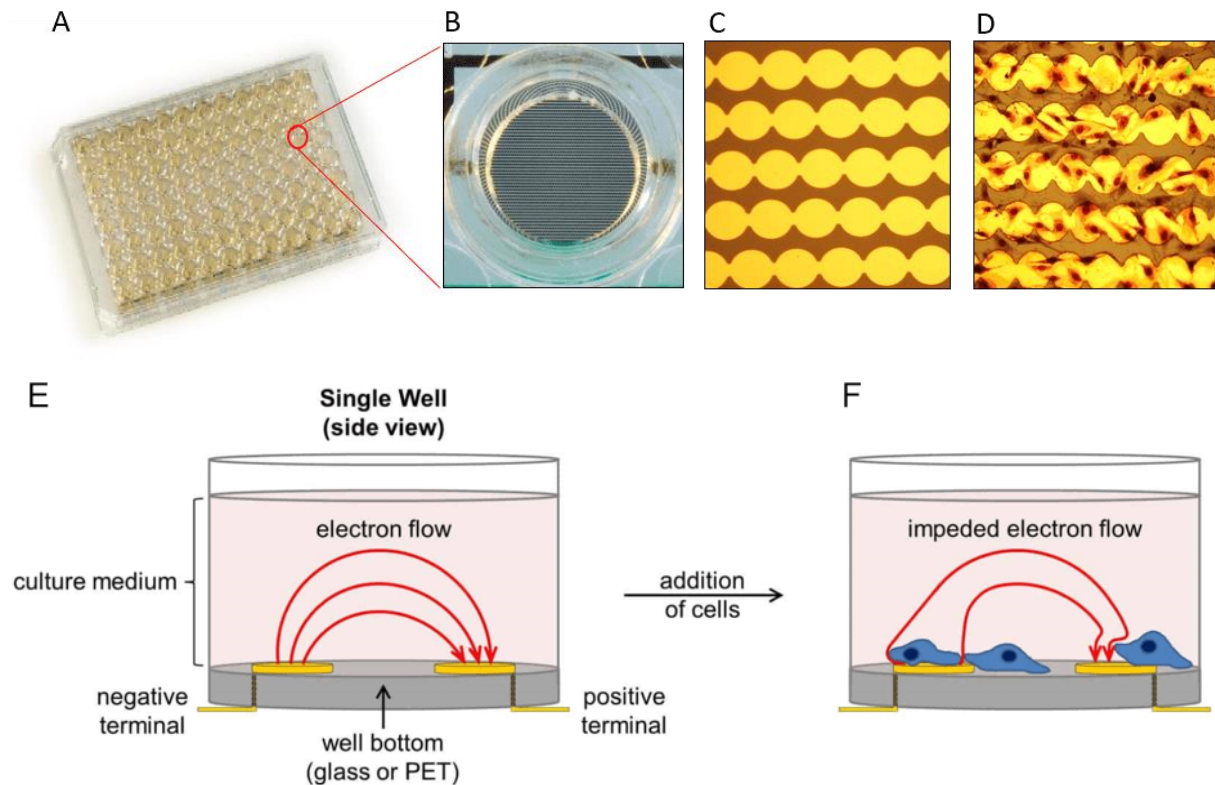 A
B
C
D
E
Single Well
(side view)
electron flow
culture medium
negative
terminal
well bottom
(glass or PET)
positive
terminal
addition
of cells
F
impeded electron flow